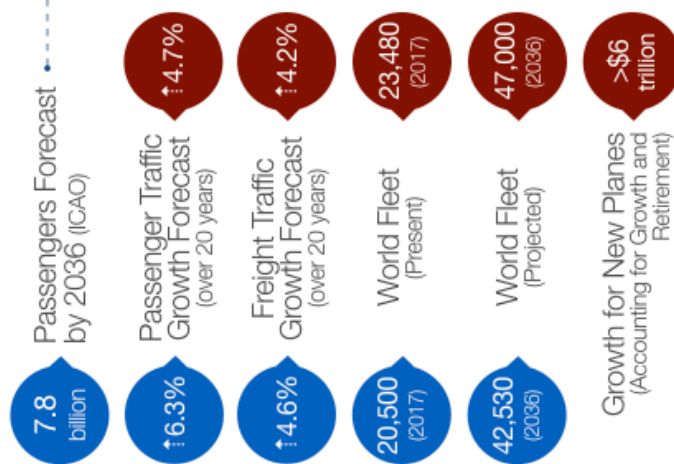 7.8
billion
Passengers Forecast
by 2036 (ICAO)
6.3%
Passenger Traffic
Growth Forecast
(over 20 years)
4.7%
4.6%
Freight Traffic
Growth Forecast
(over 20 years)
4.2%
20,500
(2017)
World Fleet
(Present)
23,480
(2017)
42,530
(2036)
World Fleet
(Projected)
47,000
(2036)
Growth for New Planes
(Accounting for Growth and
Retirement)
>$6
trillion